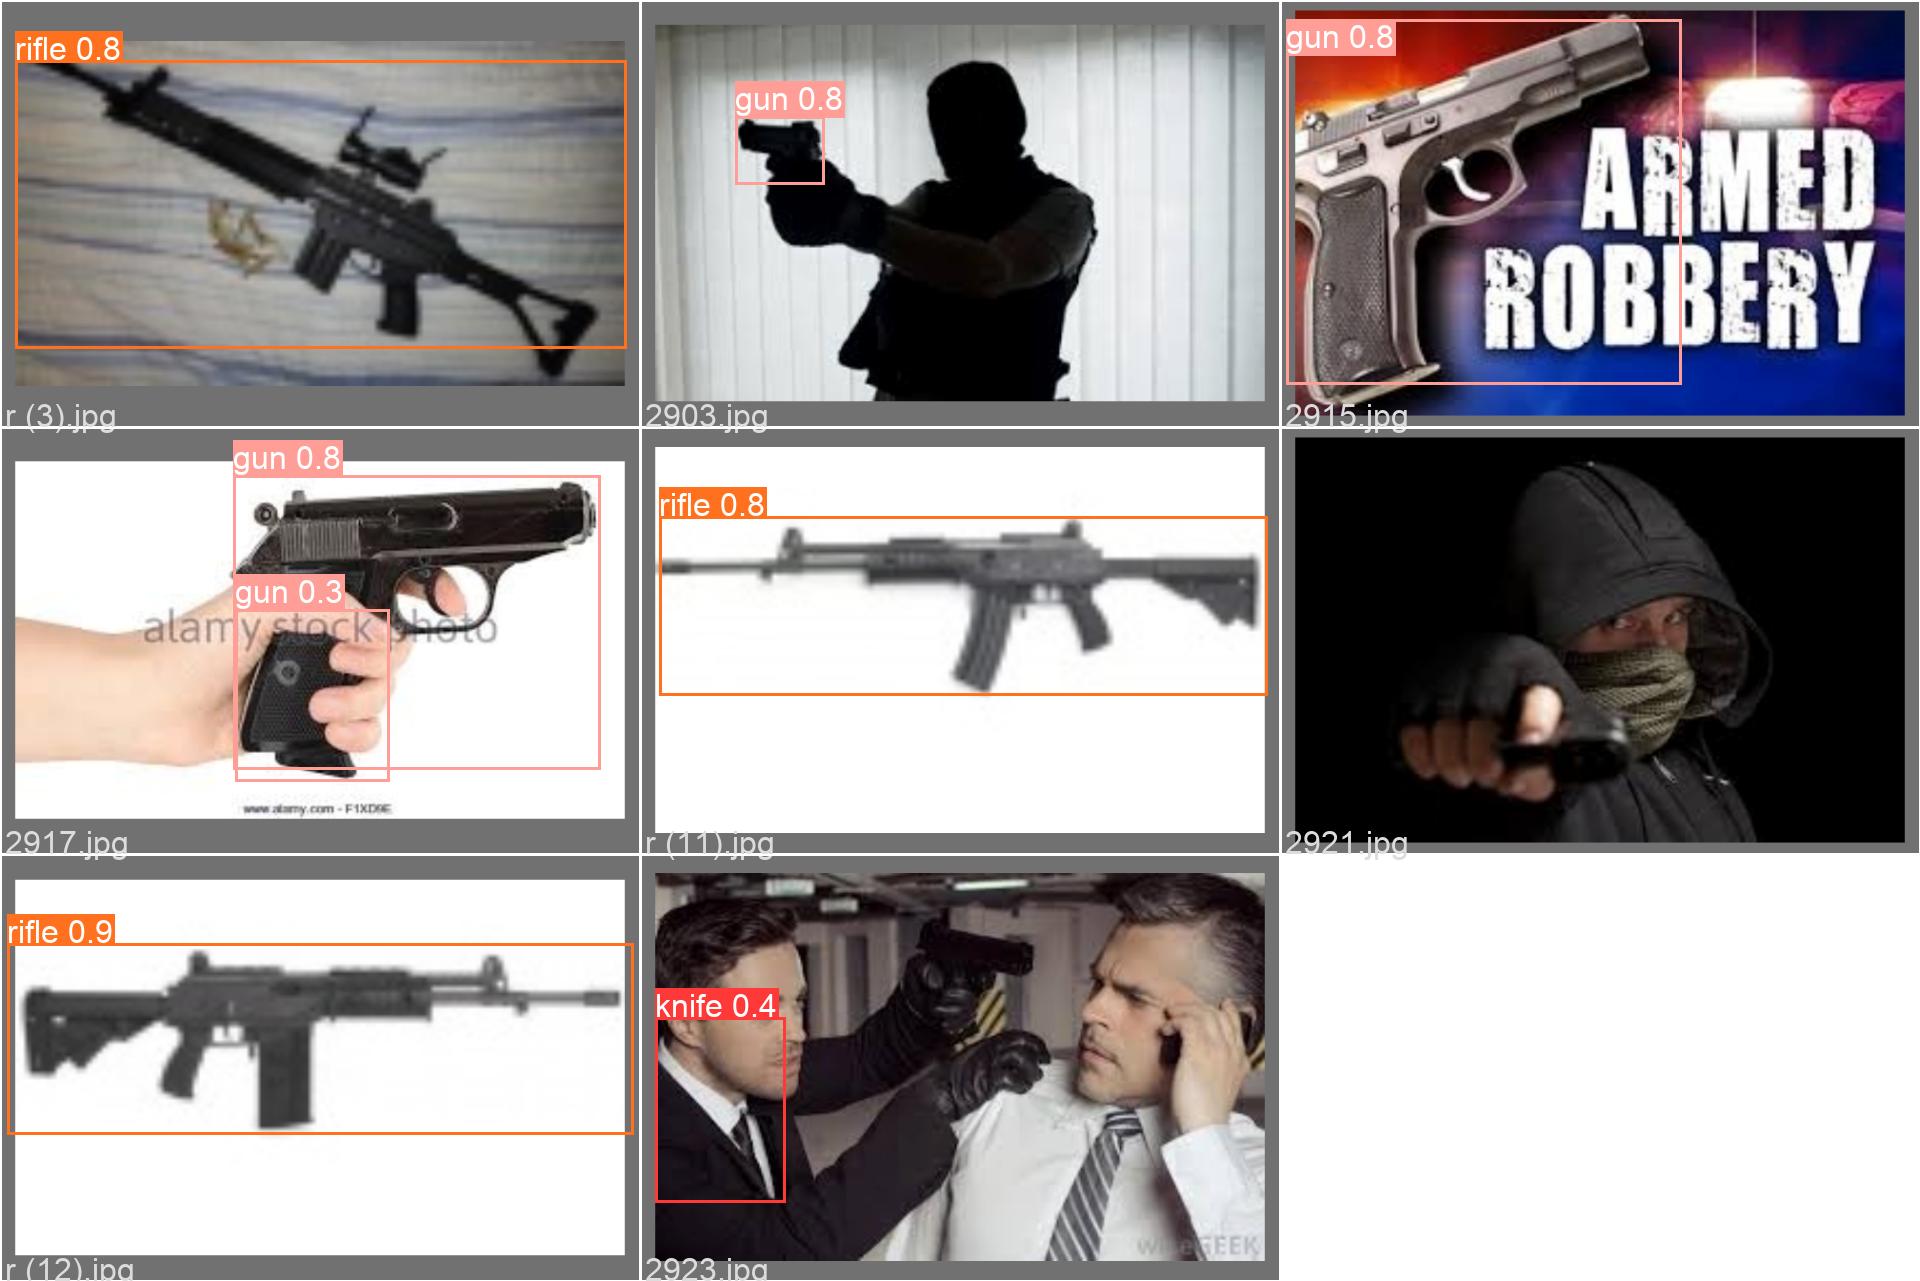 rifle 0.8
gun 0.8
gun 0.8
ARMED
ROBBERY
r (3).jpg
2903.jpg
2915.jpg
gun 0.8
gun 0.3
alamy stock photo
www.alamy.com - F1XD9E
rifle 0.8
2917.jpg
r (11).jpg
2921.jpg
rifle 0.9
knife 0.4
wiseGEEK
r (12).jpg
2923.jpg